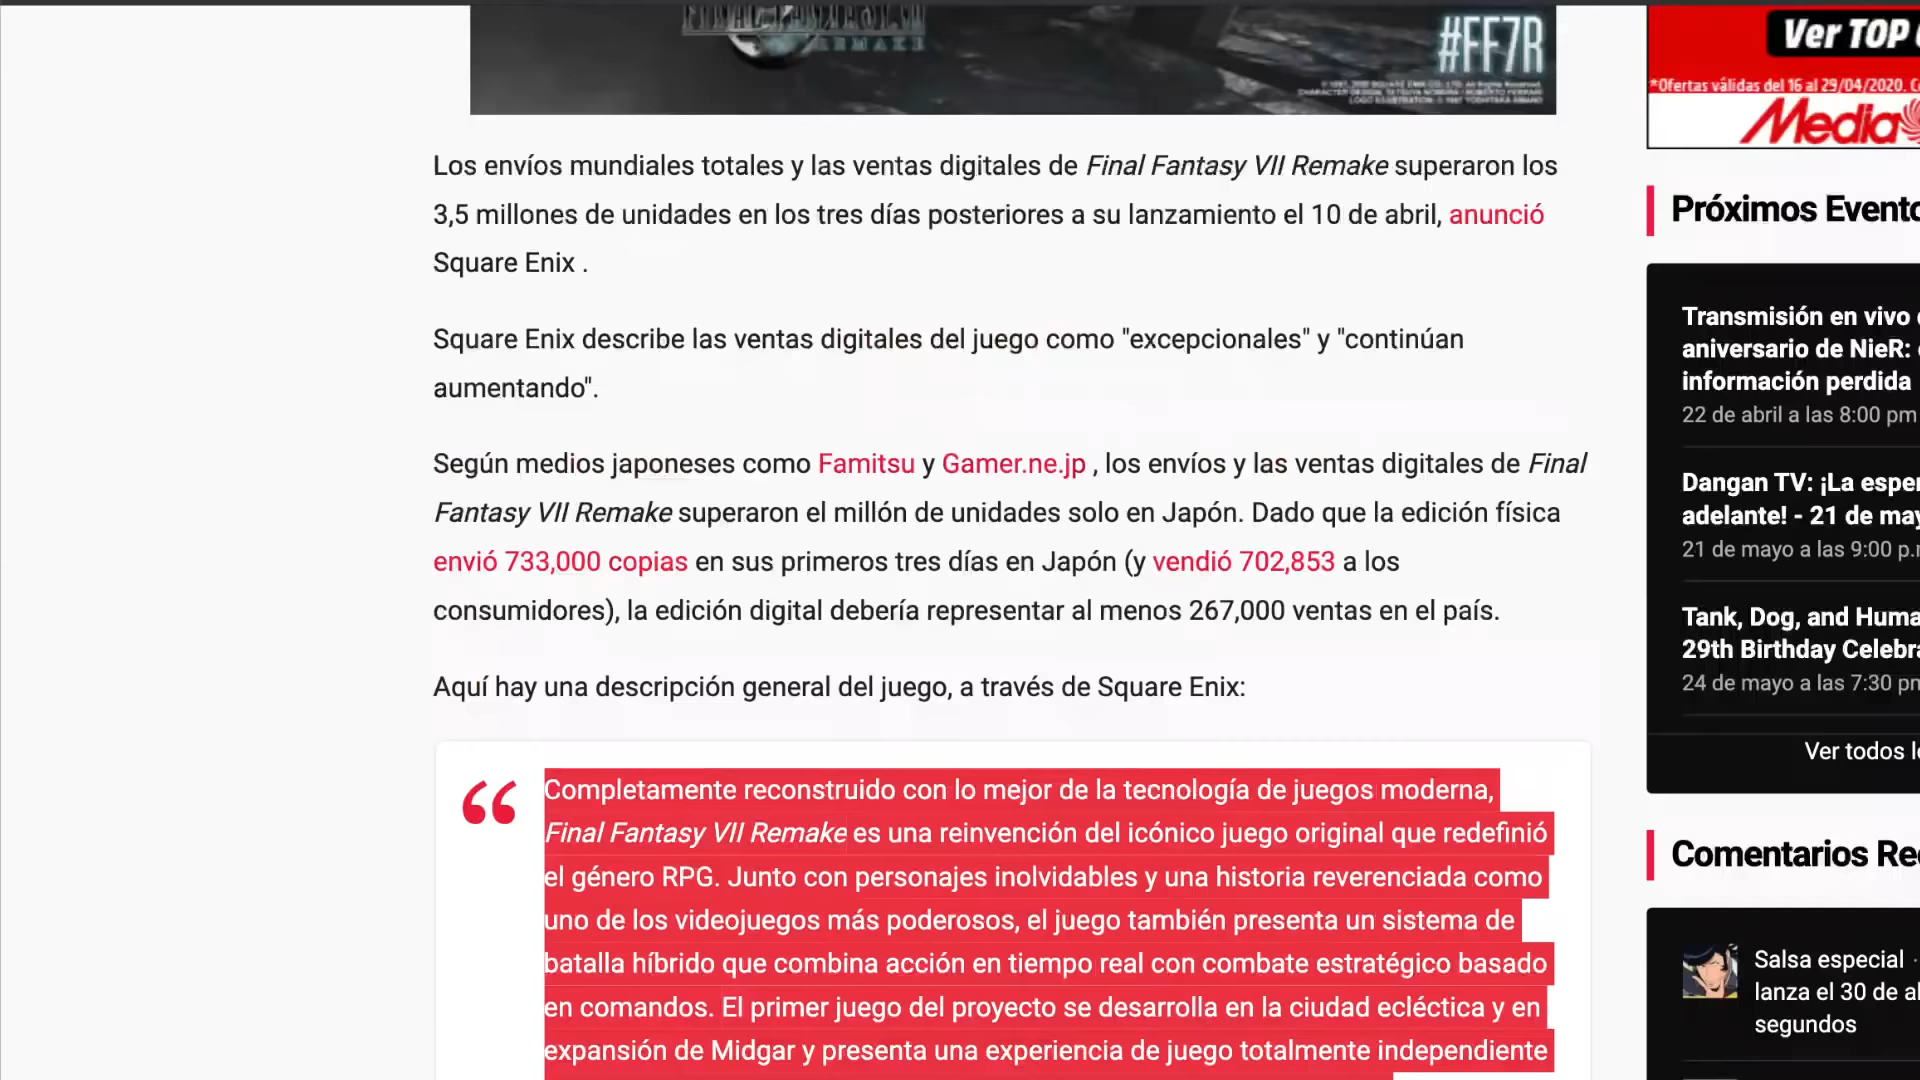 FINAL FANTASY VII
REMAKE
#FF7R
LOGO ILLUSTRATION: © 1997 YOSHITAKA AMANO
Los envíos mundiales totales y las ventas digitales de Final Fantasy VII Remake superaron los
3,5 millones de unidades en los tres días posteriores a su lanzamiento el 10 de abril, anunció
Square Enix .
Square Enix describe las ventas digitales del juego como "excepcionales" y "continúan
aumentando".
Según medios japoneses como Famitsu y Gamer.ne.jp , los envíos y las ventas digitales de Final
Fantasy VII Remake superaron el millón de unidades solo en Japón. Dado que la edición física
envió 733,000 copias en sus primeros tres días en Japón (y vendió 702,853 a los
consumidores), la edición digital debería representar al menos 267,000 ventas en el país.
Aquí hay una descripción general del juego, a través de Square Enix:
Completamente reconstruido con lo mejor de la tecnología de juegos moderna,
Final Fantasy VII Remake es una reinvención del icónico juego original que redefinió
el género RPG. Junto con personajes inolvidables y una historia reverenciada como
uno de los videojuegos más poderosos, el juego también presenta un sistema de
batalla híbrido que combina acción en tiempo real con combate estratégico basado
en comandos. El primer juego del proyecto se desarrolla en la ciudad ecléctica y en
expansión de Midgar y presenta una experiencia de juego totalmente independiente
Ver TOP
*Ofertas válidas del 16 al 29/04/2020.
Media
Próximos Evento
Transmisión en vivo
aniversario de NieR:
información perdida
22 de abril a las 8:00 pm
Dangan TV: ¡La esper
adelante! - 21 de may
21 de mayo a las 9:00 p.
Tank, Dog, and Huma
29th Birthday Celebra
24 de mayo a las 7:30 pm
Ver todos lo
Comentarios Re
Salsa especial ·
lanza el 30 de a
segundos